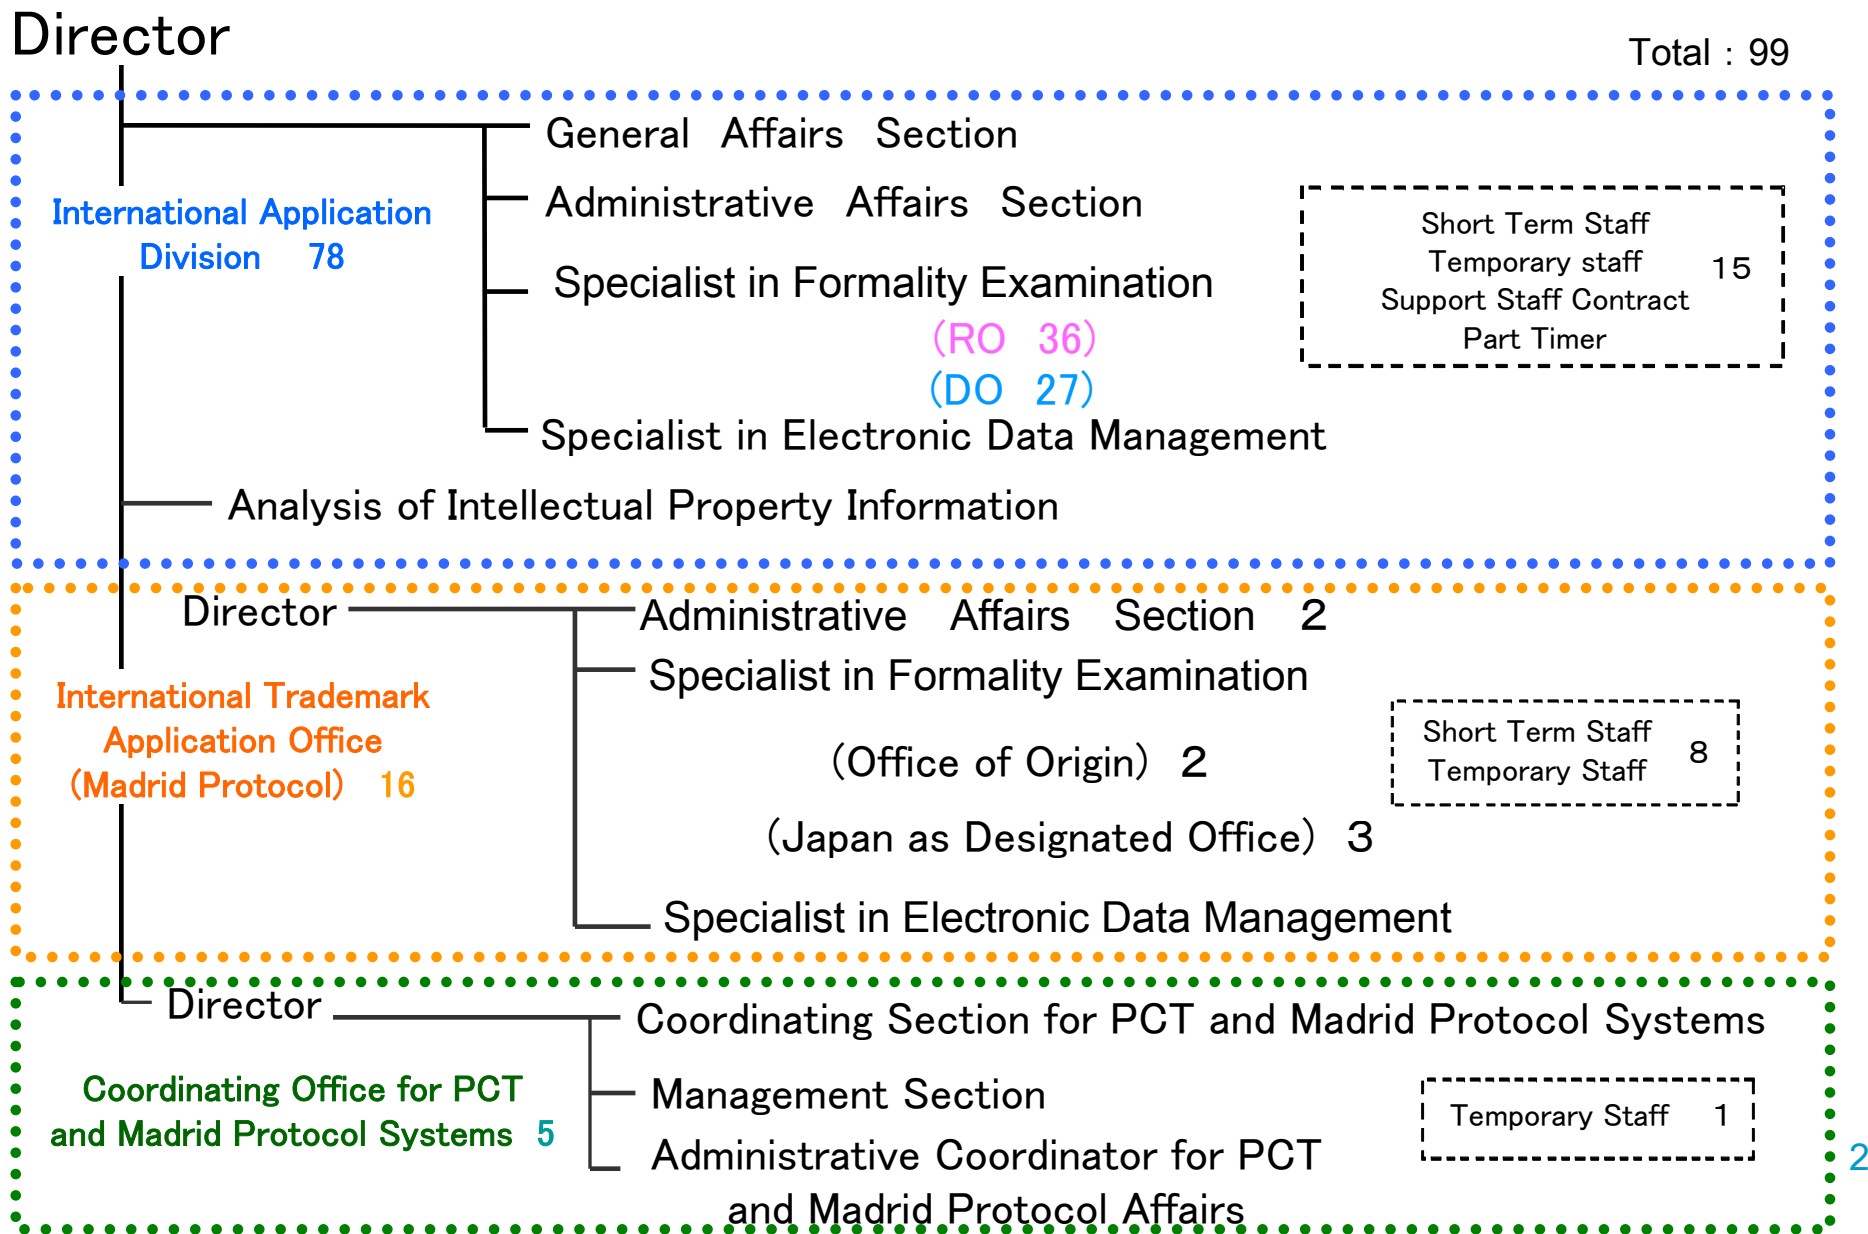 Director
Total : 99
General Affairs Section
Administrative Affairs Section
International Application
Division 78
Specialist in Formality Examination
(RO 36)
(DO 27)
Short Term Staff
Temporary staff 15
Support Staff Contract
Part Timer
Specialist in Electronic Data Management
Analysis of Intellectual Property Information
Director
Administrative Affairs Section 2
Specialist in Formality Examination
International Trademark
Application Office
(Madrid Protocol) 16
(Office of Origin) 2
Short Term Staff
Temporary Staff 8
(Japan as Designated Office) 3
Specialist in Electronic Data Management
Director
Coordinating Section for PCT and Madrid Protocol Systems
Coordinating Office for PCT
and Madrid Protocol Systems 5
Management Section
Temporary Staff 1
Administrative Coordinator for PCT
and Madrid Protocol Affairs
2